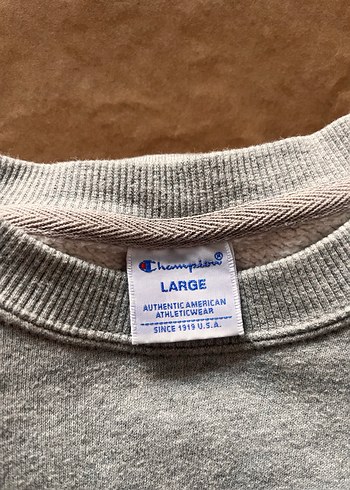 Champion®
LARGE
AUTHENTIC AMERICAN
ATHLETICWEAR
SINCE 1919 U.S.A.